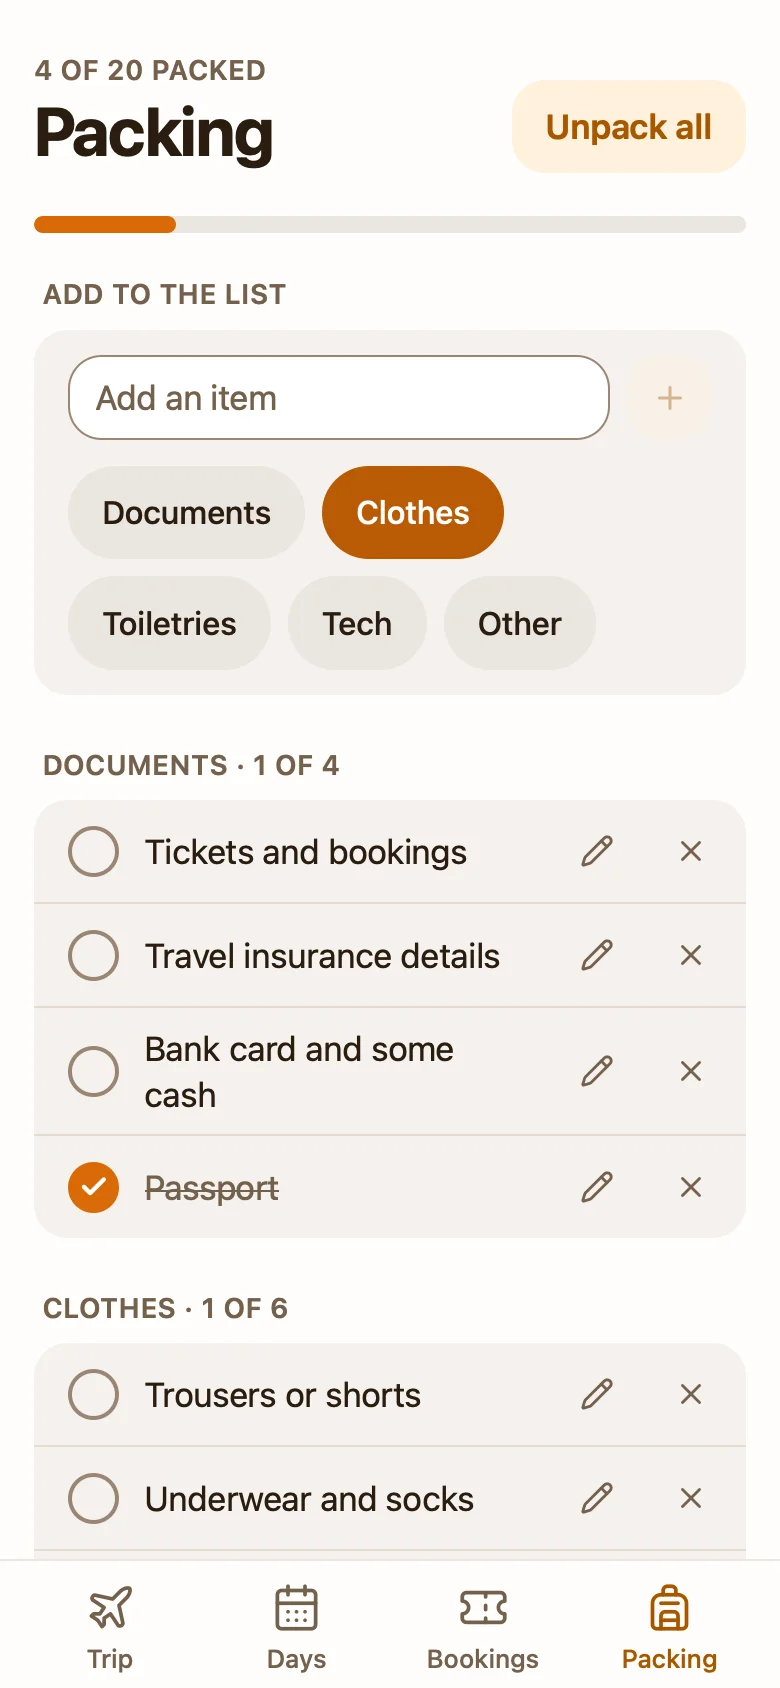 4 OF 20 PACKED
Packing
Unpack all
ADD TO THE LIST
Add an item
Documents
Clothes
Toiletries
Tech
Other
DOCUMENTS · 1 OF 4
Tickets and bookings
Travel insurance details
Bank card and some
cash
Passport
CLOTHES · 1 OF 6
Trousers or shorts
Underwear and socks
Trip
Days
Bookings
Packing